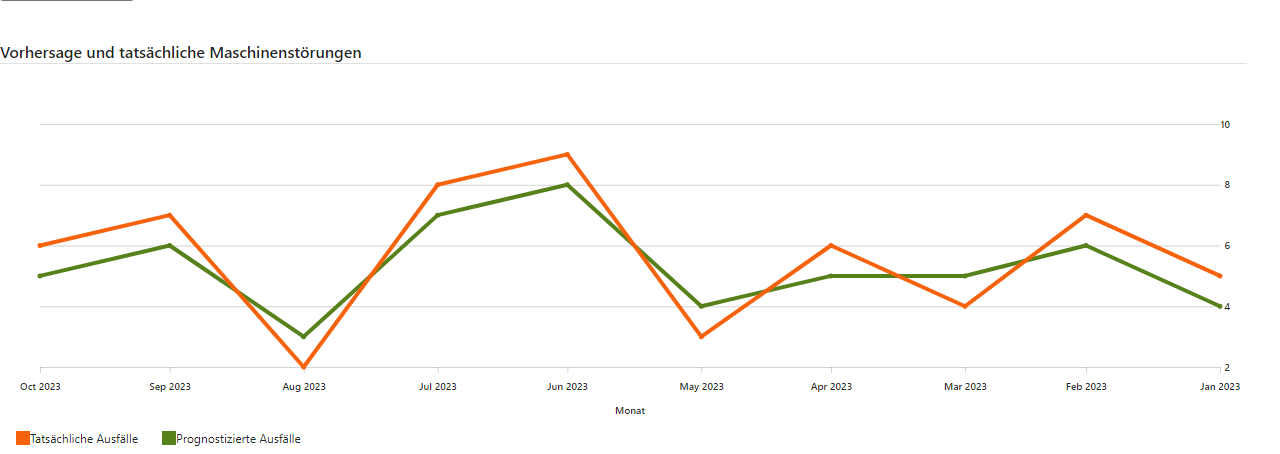 Vorhersage und tatsächliche Maschinenstörungen
10
8
6
4
2
Oct 2023 Sep 2023 Aug 2023 Jul 2023 Jun 2023 May 2023 Apr 2023 Mar 2023 Feb 2023 Jan 2023
Monat
Tatsächliche Ausfälle Prognostizierte Ausfälle